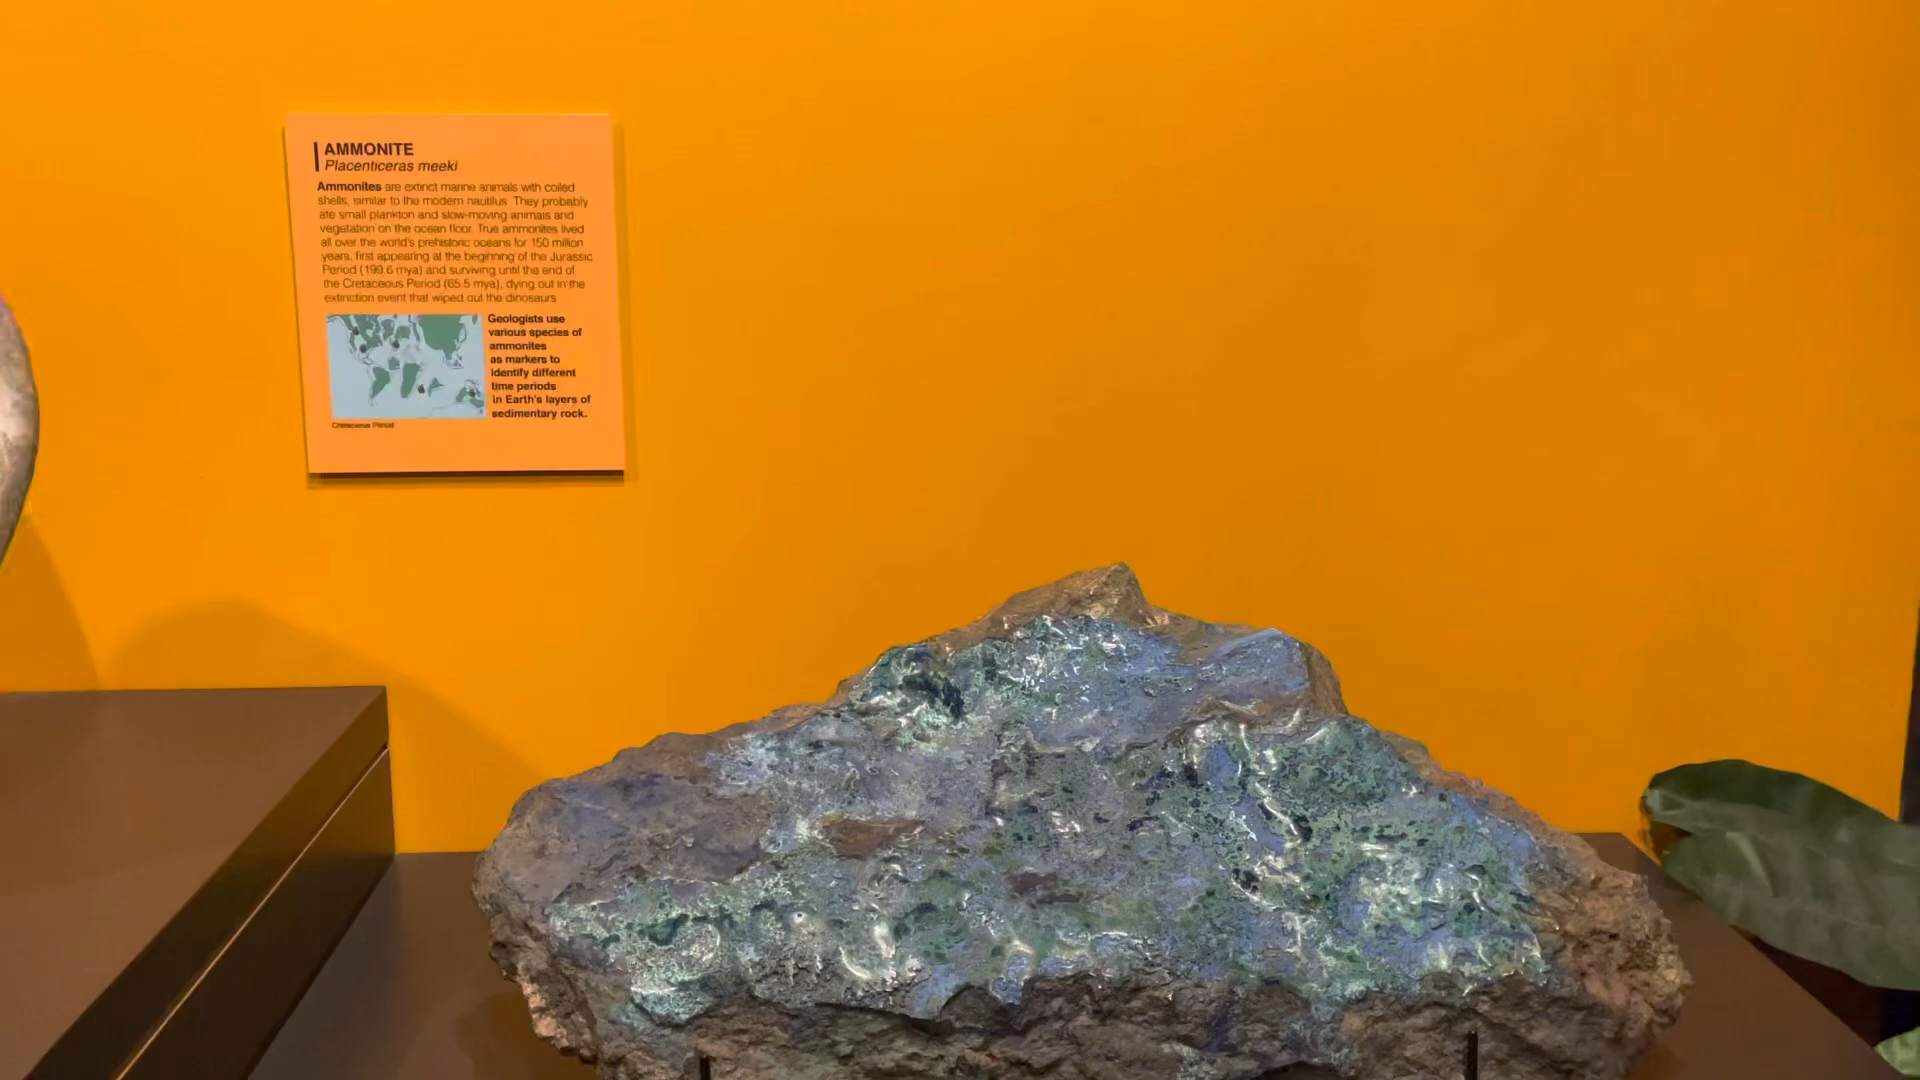 AMMONITE
Placenticeras meeki
Ammonites are extinct marine animals with coiled
shells, similar to the modern nautilus. They probably
ate small plankton and slow-moving animals and
vegetation on the ocean floor. True ammonites lived
all over the world's prehistoric oceans for 150 million
years, first appearing at the beginning of the Jurassic
Period (199.6 mya) and surviving until the end of
the Cretaceous Period (65.5 mya), dying out in the
extinction event that wiped out the dinosaurs
Geologists use
various species of
ammonites
as markers to
identify different
time periods
in Earth's layers of
sedimentary rock.
Cretaceous Period